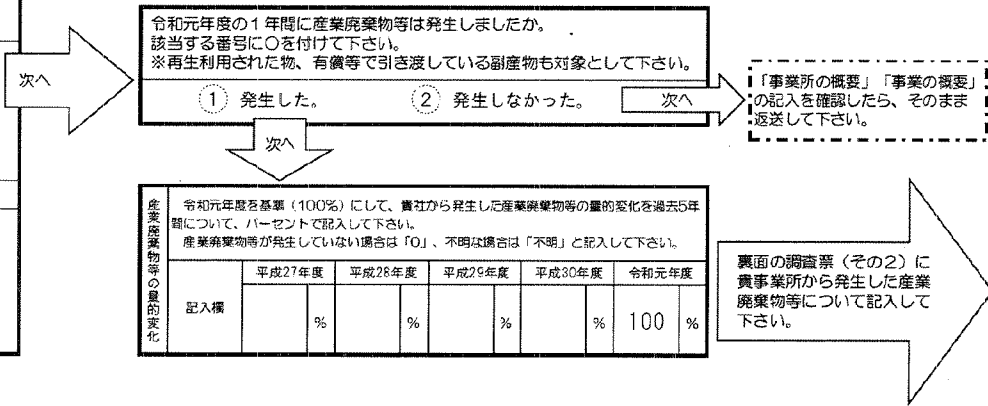 次へ
令和元年度の1年間に産業廃棄物等は発生しましたか。
該当する番号に○を付けて下さい。
※再生利用された物、有償等で引き渡している副産物も対象として下さい。
1 発生した。
2 発生しなかった。
次へ
「事業所の概要」「事業の概要」
の記入を確認したら、そのまま
返送して下さい。
次へ
産業廃棄物等の量的変化
令和元年度を基準（100%）にして、貴社から発生した産業廃棄物等の量的変化を過去5年
間について、パーセントで記入して下さい。
産業廃棄物等が発生していない場合は「0」、不明な場合は「不明」と記入して下さい。
平成27年度 平成28年度 平成29年度 平成30年度 令和元年度
記入欄 % % % % 100 %
裏面の調査票（その2）に
貴事業所から発生した産業
廃棄物等について記入して
下さい。